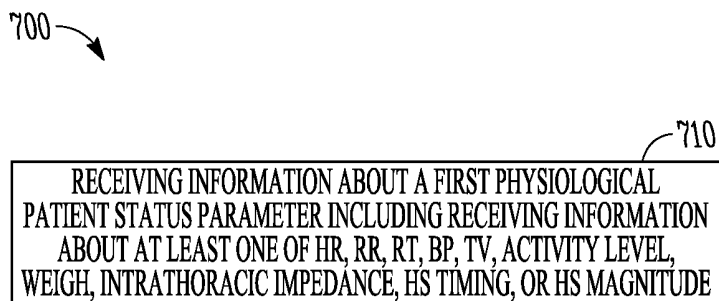 700
710
RECEIVING INFORMATION ABOUT A FIRST PHYSIOLOGICAL
PATIENT STATUS PARAMETER INCLUDING RECEIVING INFORMATION
ABOUT AT LEAST ONE OF HR, RR, RT, BP, TV, ACTIVITY LEVEL,
WEIGH, INTRATHORACIC IMPEDANCE, HS TIMING, OR HS MAGNITUDE